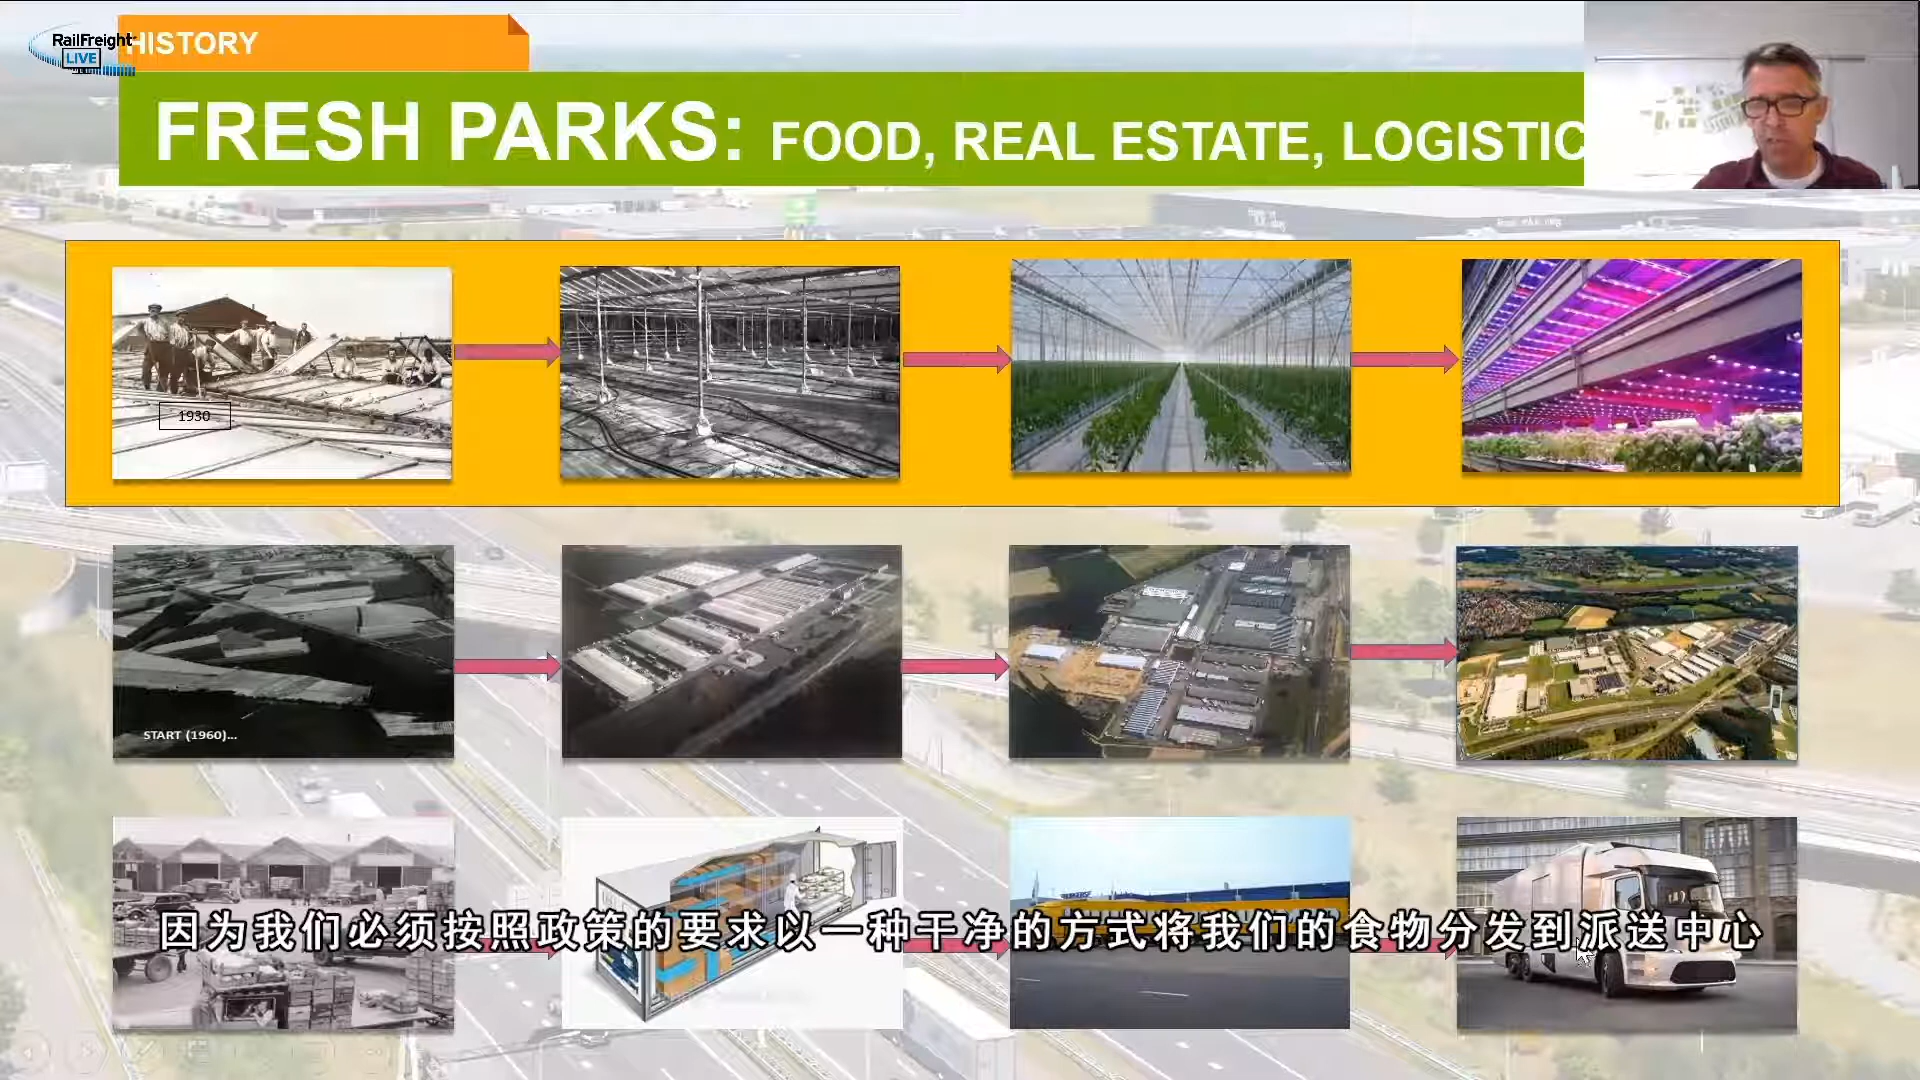 RailFreight
LIVE
HISTORY
FRESH PARKS: FOOD, REAL ESTATE, LOGISTIC
1930
START (1960)...
因为我们必须按照政策的要求以一种干净的方式将我们的食物分发到派送中心